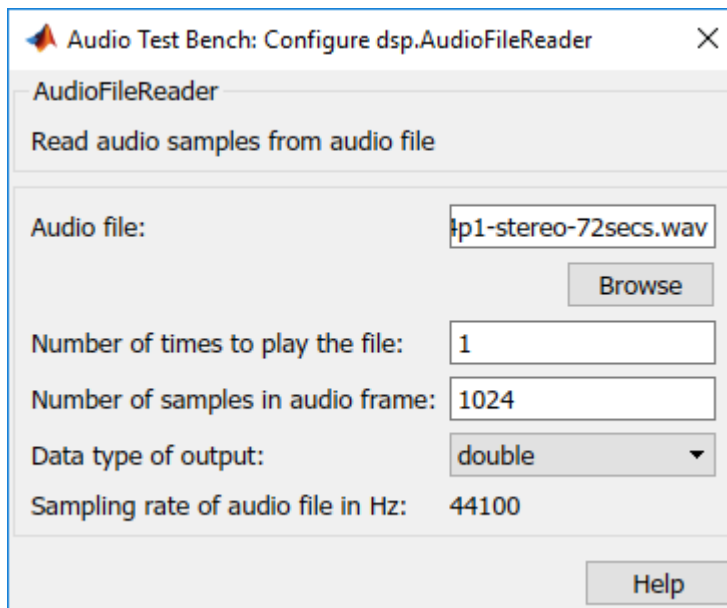 Audio Test Bench: Configure dsp.AudioFileReader
AudioFileReader
Read audio samples from audio file
Audio file: 4p1-stereo-72secs.wav
Browse
Number of times to play the file: 1
Number of samples in audio frame: 1024
Data type of output: double
Sampling rate of audio file in Hz: 44100
Help